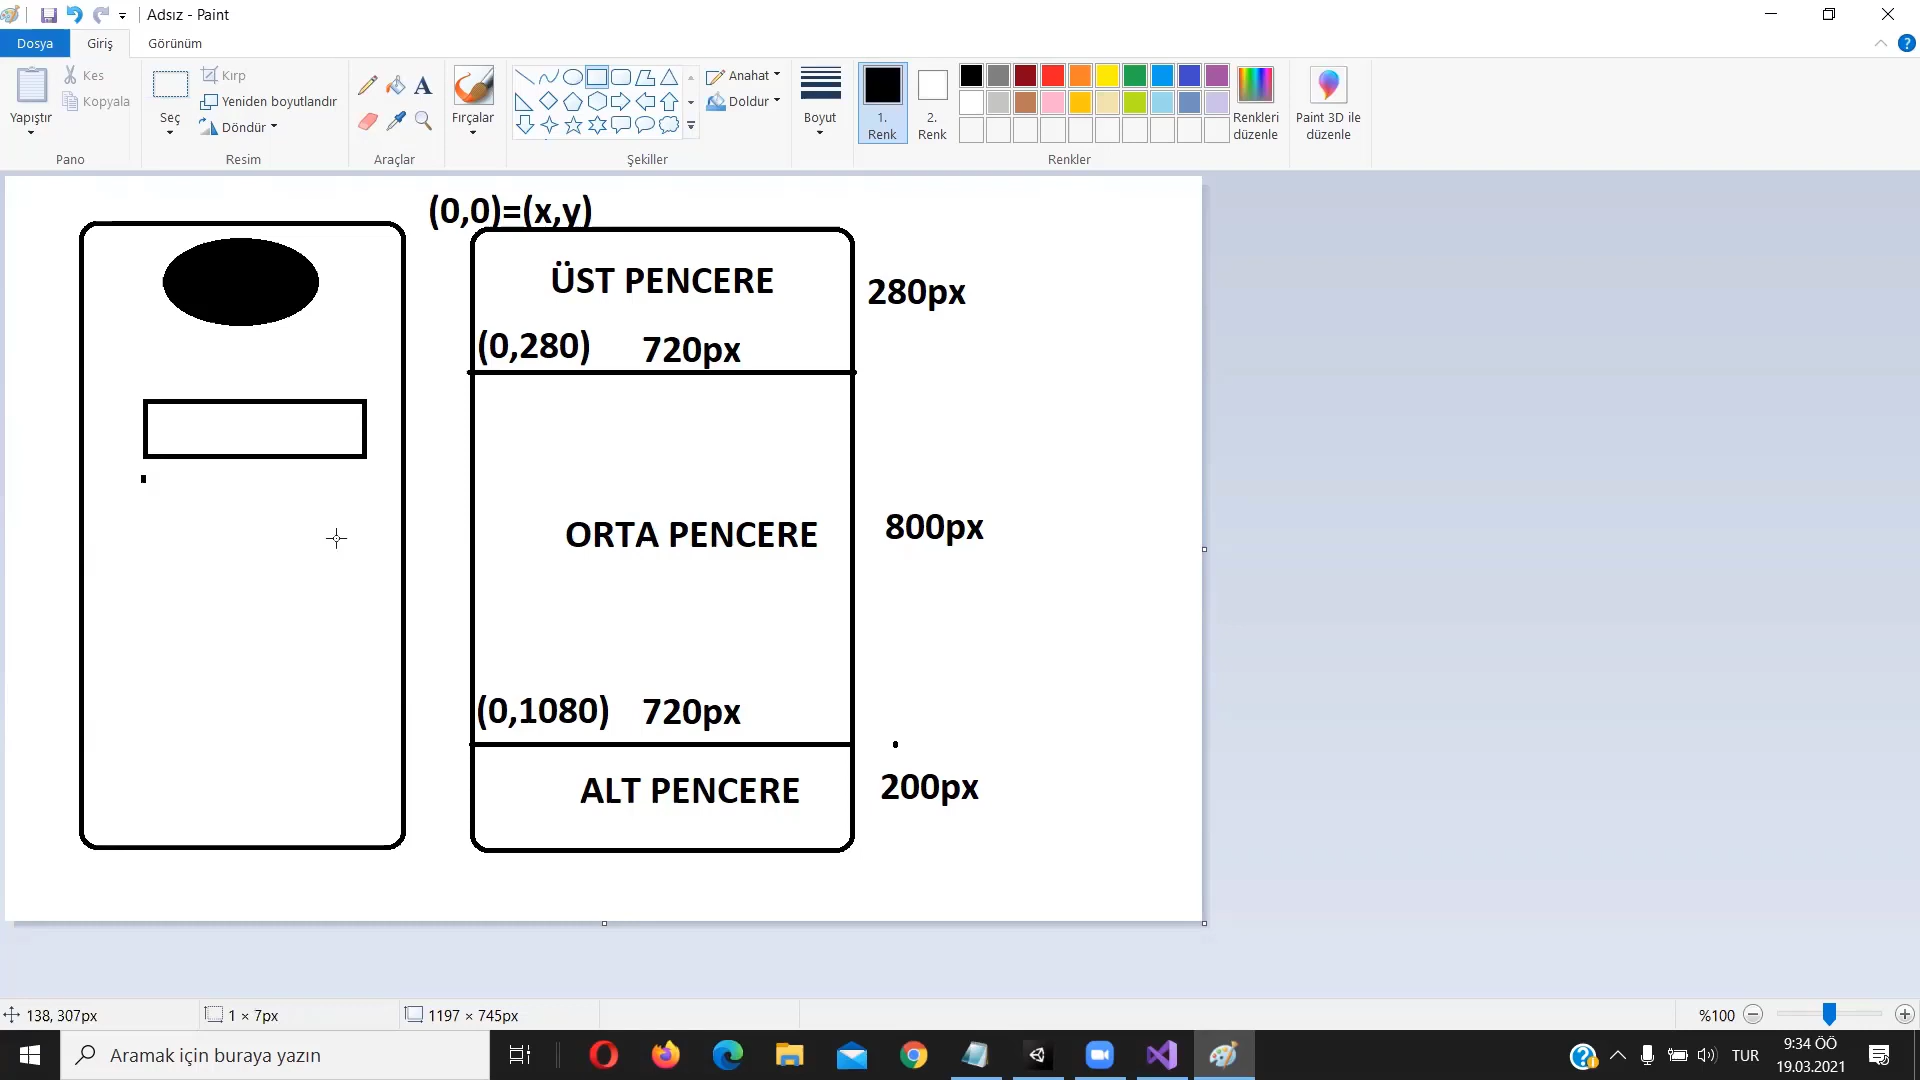 Adsız - Paint
Dosya
Giriş
Görünüm
Yapıştır
Kes
Kopyala
Pano
Seç
Kırp
Yeniden boyutlandır
Döndür
Resim
Araçlar
Fırçalar
Anahat
Doldur
Şekiller
Boyut
1.
Renk
2.
Renk
Renkleri
düzenle
Renkler
Paint 3D ile
düzenle
(0,0)=(x,y)
ÜST PENCERE
280px
(0,280)
720px
ORTA PENCERE
800px
(0,1080)
720px
ALT PENCERE
200px
138, 307px
1 × 7px
1197 × 745px
%100
Aramak için buraya yazın
TUR
9:34 ÖÖ
19.03.2021